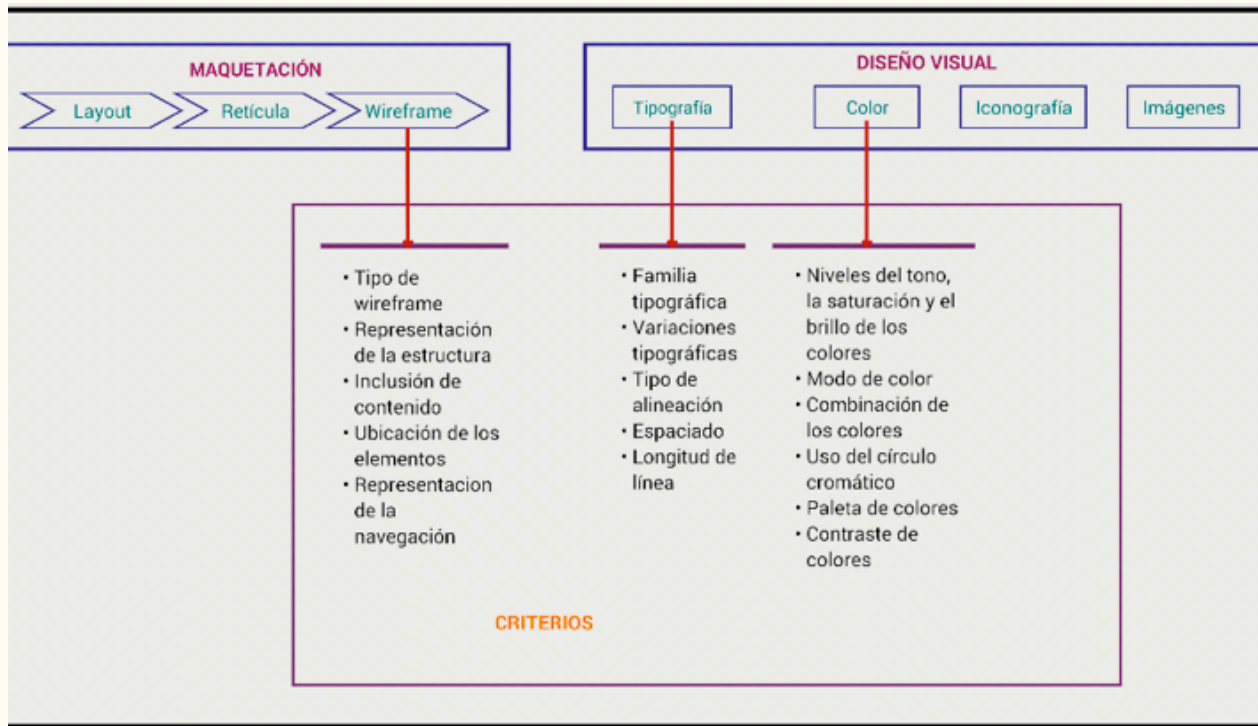 MAQUETACIÓN
Layout
Retícula
Wireframe
DISEÑO VISUAL
Tipografía
Color
Iconografía
Imágenes
• Tipo de
wireframe
• Representación
de la estructura
• Inclusión de
contenido
• Ubicación de los
elementos
• Representacion
de la
navegación
• Familia
tipográfica
• Variaciones
tipográficas
• Tipo de
alineación
• Espaciado
• Longitud de
línea
• Niveles del tono,
la saturación y el
brillo de los
colores
• Modo de color
• Combinación de
los colores
• Uso del círculo
cromático
• Paleta de colores
• Contraste de
colores
CRITERIOS